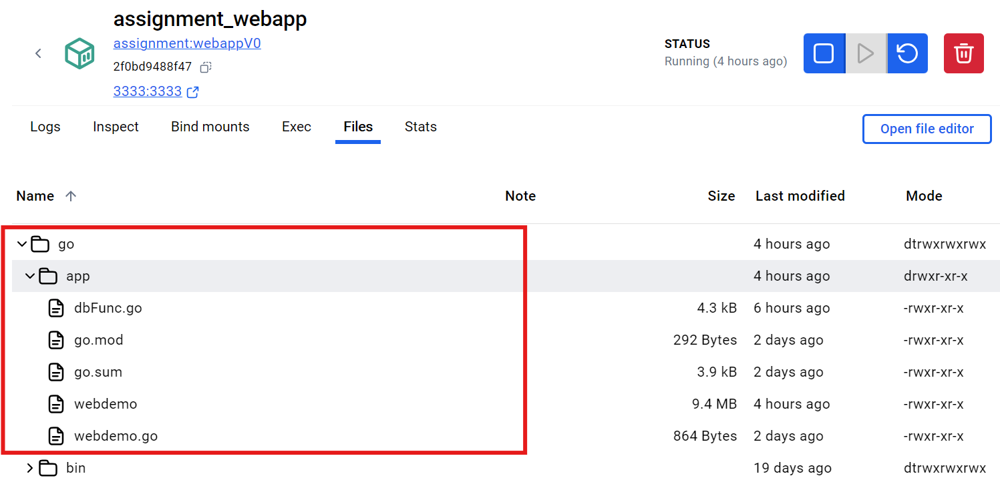 assignment_webapp
assignment:webappV0
2f0bd9488f47
3333:3333
STATUS
Running (4 hours ago)
Logs Inspect Bind mounts Exec Files Stats
Open file editor
Name Note Size Last modified Mode
go 4 hours ago dtrwxrwxrwx
app 4 hours ago drwxr-xr-x
dbFunc.go 4.3 kB 6 hours ago -rwxr-xr-x
go.mod 292 Bytes 2 days ago -rwxr-xr-x
go.sum 3.9 kB 2 days ago -rwxr-xr-x
webdemo 9.4 MB 4 hours ago -rwxr-xr-x
webdemo.go 864 Bytes 2 days ago -rwxr-xr-x
bin 19 days ago dtrwxrwxrwx